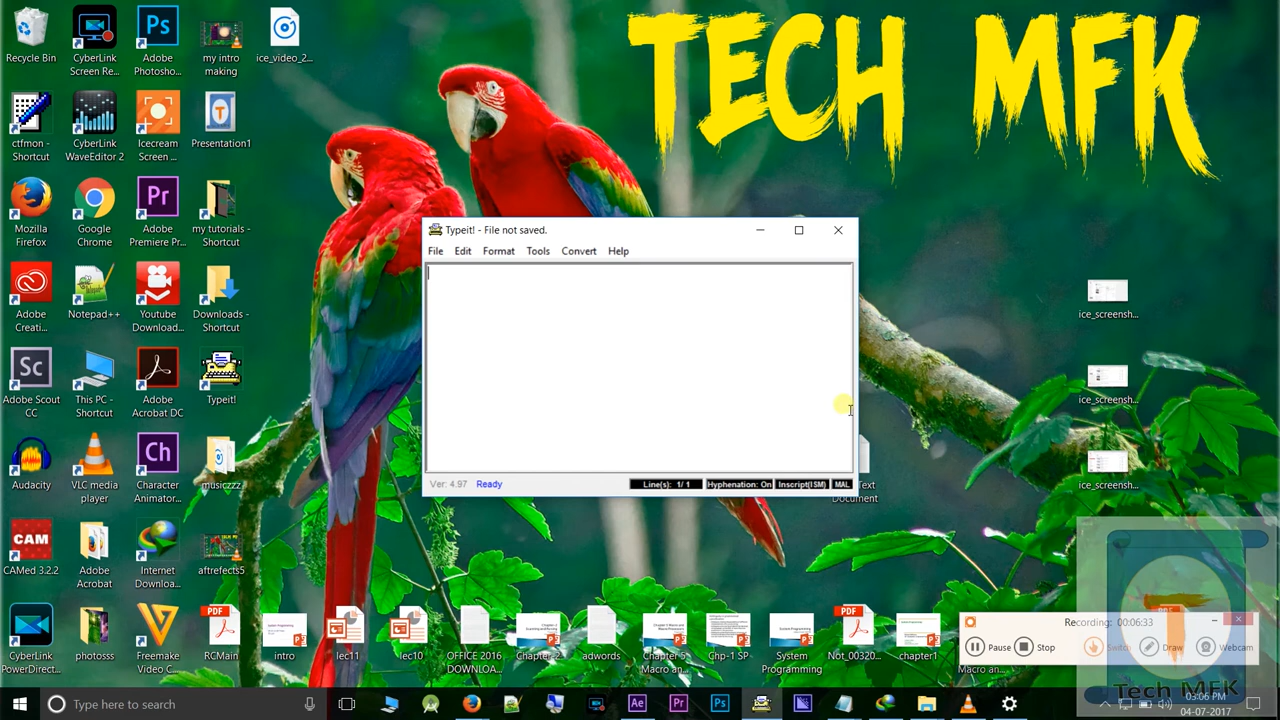 TECH MFK
Recycle Bin
CyberLink
Screen Re...
Adobe
Photosho...
my intro
making
ice_video_2...
ctfmon -
Shortcut
CyberLink
WaveEditor 2
Icecream
Screen ...
Presentation1
Mozilla
Firefox
Google
Chrome
Adobe
Premiere Pr...
my tutorials -
Shortcut
Typeit! - File not saved.
File Edit Format Tools Convert Help
Ver: 4.97 Ready Line(s): 1/ 1 Hyphenation: On Inscript(ISM) MAL
Adobe
Creati...
Notepad++
Youtube
Download...
Downloads -
Shortcut
ice_screensh...
Adobe Scout
CC
This PC -
Shortcut
Adobe
Acrobat DC
Typeit!
ice_screensh...
Audacity
VLC media
player
Character
Animator...
musiczzz
Text
Document
ice_screensh...
CAM
CAMed 3.2.2
Adobe
Acrobat
Internet
Downloa...
aftrefects5
CyberLink
PowerDirect...
photosss
Freemake
Video C...
PDF
RcMain
intro
lec11
lec10
OFFICE 2016
DOWNLOA...
Chapter-2
adwords
Chapter 5
Macro an...
Chp-1 SP
System
Programming
PDF
Not_00320...
chapter1
Macro an...
Recording: 00:06:33
Pause Stop Switch Draw Webcam
Tech MFK
Type here to search
03:06 PM
04-07-2017